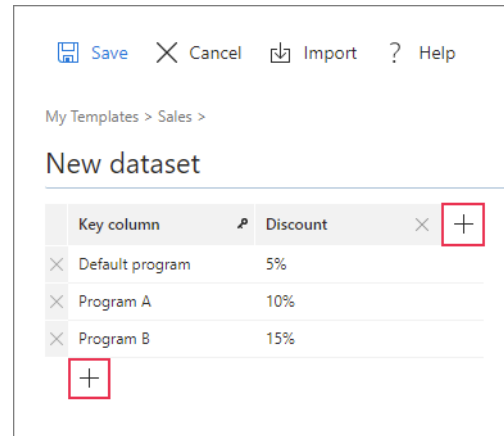 Save Cancel Import ? Help
My Templates > Sales >
New dataset
Key column Discount
Default program 5%
Program A 10%
Program B 15%